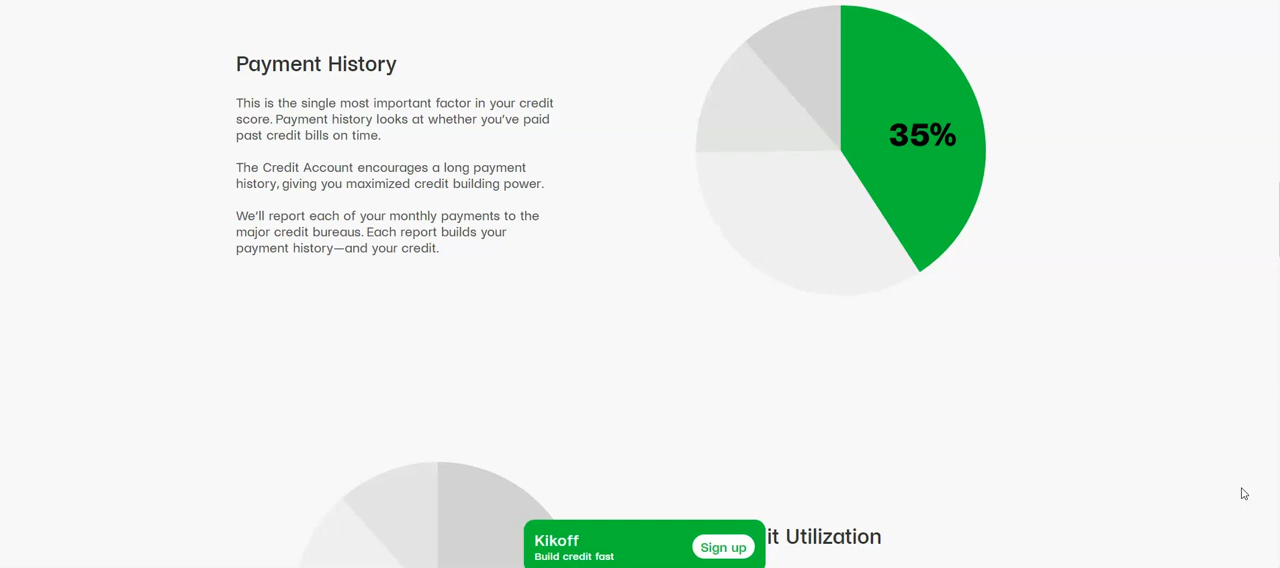 Payment History
This is the single most important factor in your credit
score. Payment history looks at whether you've paid
past credit bills on time.
The Credit Account encourages a long payment
history, giving you maximized credit building power.
We'll report each of your monthly payments to the
major credit bureaus. Each report builds your
payment history—and your credit.
35%
it Utilization
Kikoff
Build credit fast
Sign up